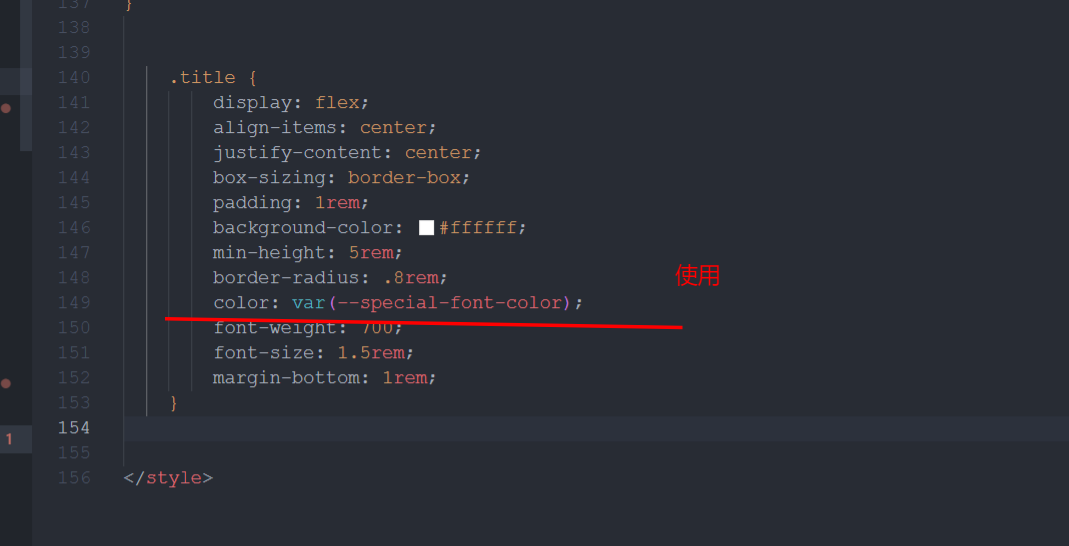 137 }
138
139
140 .title {
141 display: flex;
142 align-items: center;
143 justify-content: center;
144 box-sizing: border-box;
145 padding: 1rem;
146 background-color: #ffffff;
147 min-height: 5rem;
148 border-radius: .8rem;
使用
149 color: var(--special-font-color);
150 font-weight: 700;
151 font-size: 1.5rem;
152 margin-bottom: 1rem;
153 }
154
1
155
156 </style>